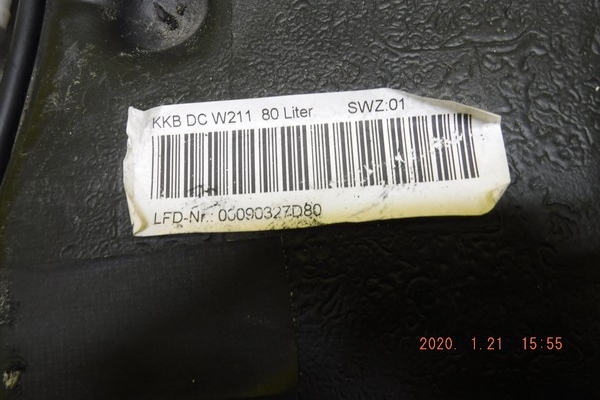 KKB DC W211 80 Liter SWZ:01
LFD-Nr.: 00090327D80
2020. 1.21 15:55